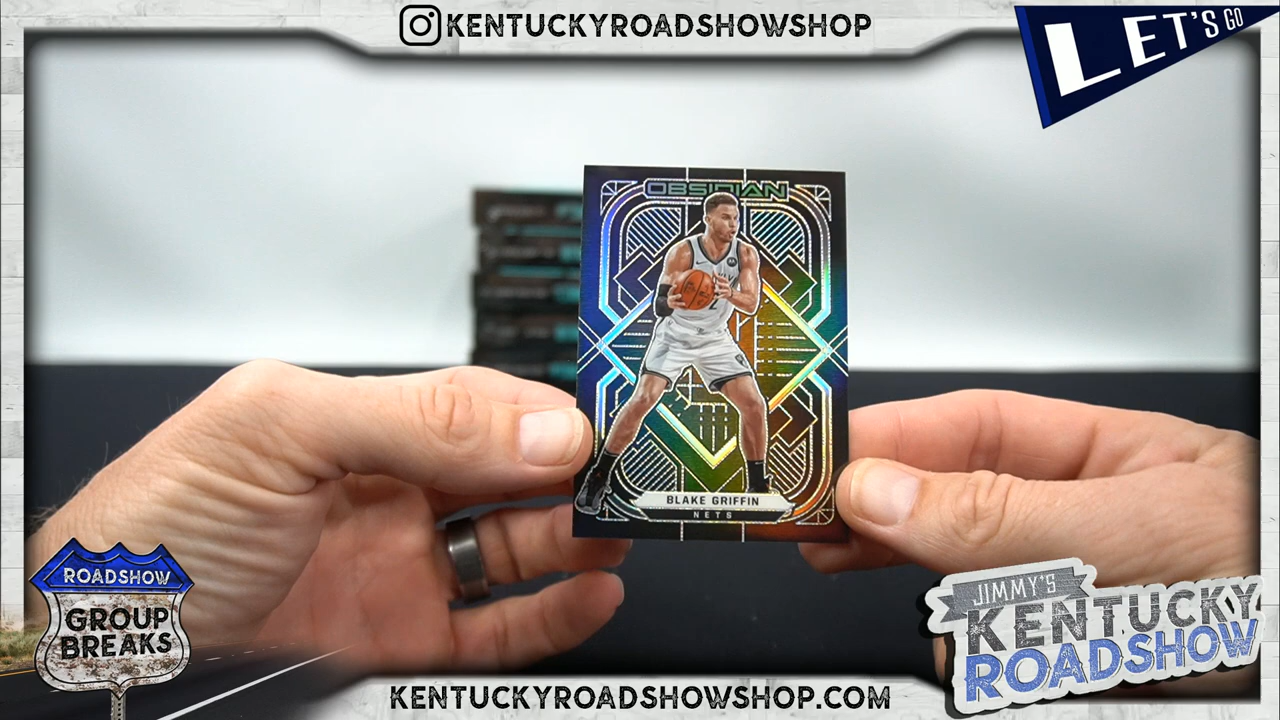 KENTUCKYROADSHOWSHOP
LET'S GO
OBSIDIAN
BLAKE GRIFFIN
NETS
ROADSHOW
GROUP
BREAKS
JIMMY'S
KENTUCKY
ROADSHOW
KENTUCKYROADSHOWSHOP.COM